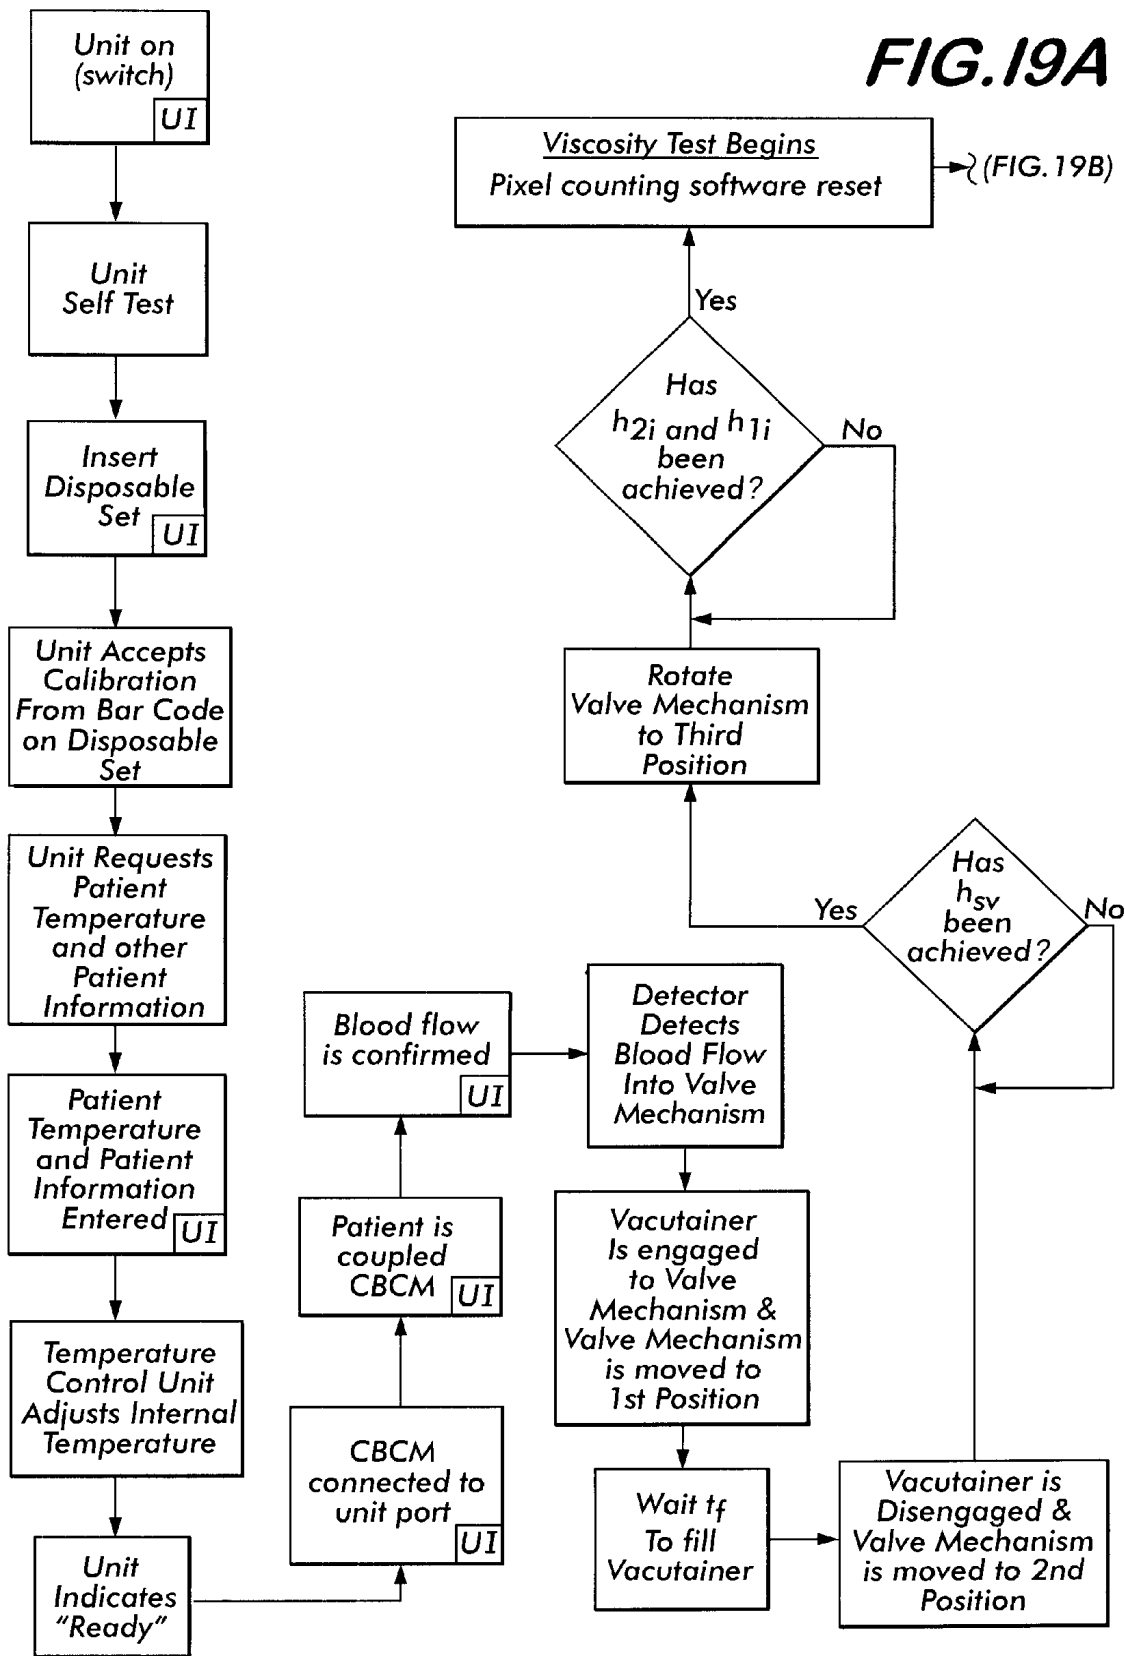 FIG.19A
Unit on
(switch)
UI
Unit
Self Test
Insert
Disposable
Set
UI
Unit Accepts
Calibration
From Bar Code
on Disposable
Set
Unit Requests
Patient
Temperature
and other
Patient
Information
Patient
Temperature
and Patient
Information
Entered
UI
Temperature
Control Unit
Adjusts Internal
Temperature
Unit
Indicates
"Ready"
CBCM
connected to
unit port
UI
Patient is
coupled
CBCM
UI
Blood flow
is confirmed
UI
Detector
Detects
Blood Flow
Into Valve
Mechanism
Vacutainer
Is engaged
to Valve
Mechanism &
Valve Mechanism
is moved to
1st Position
Wait tf
To fill
Vacutainer
Vacutainer is
Disengaged &
Valve Mechanism
is moved to 2nd
Position
Has
hsv
been
achieved?
No
Yes
Rotate
Valve Mechanism
to Third
Position
Has
h2i and h1i
been
achieved?
No
Yes
Viscosity Test Begins
Pixel counting software reset
(FIG.19B)